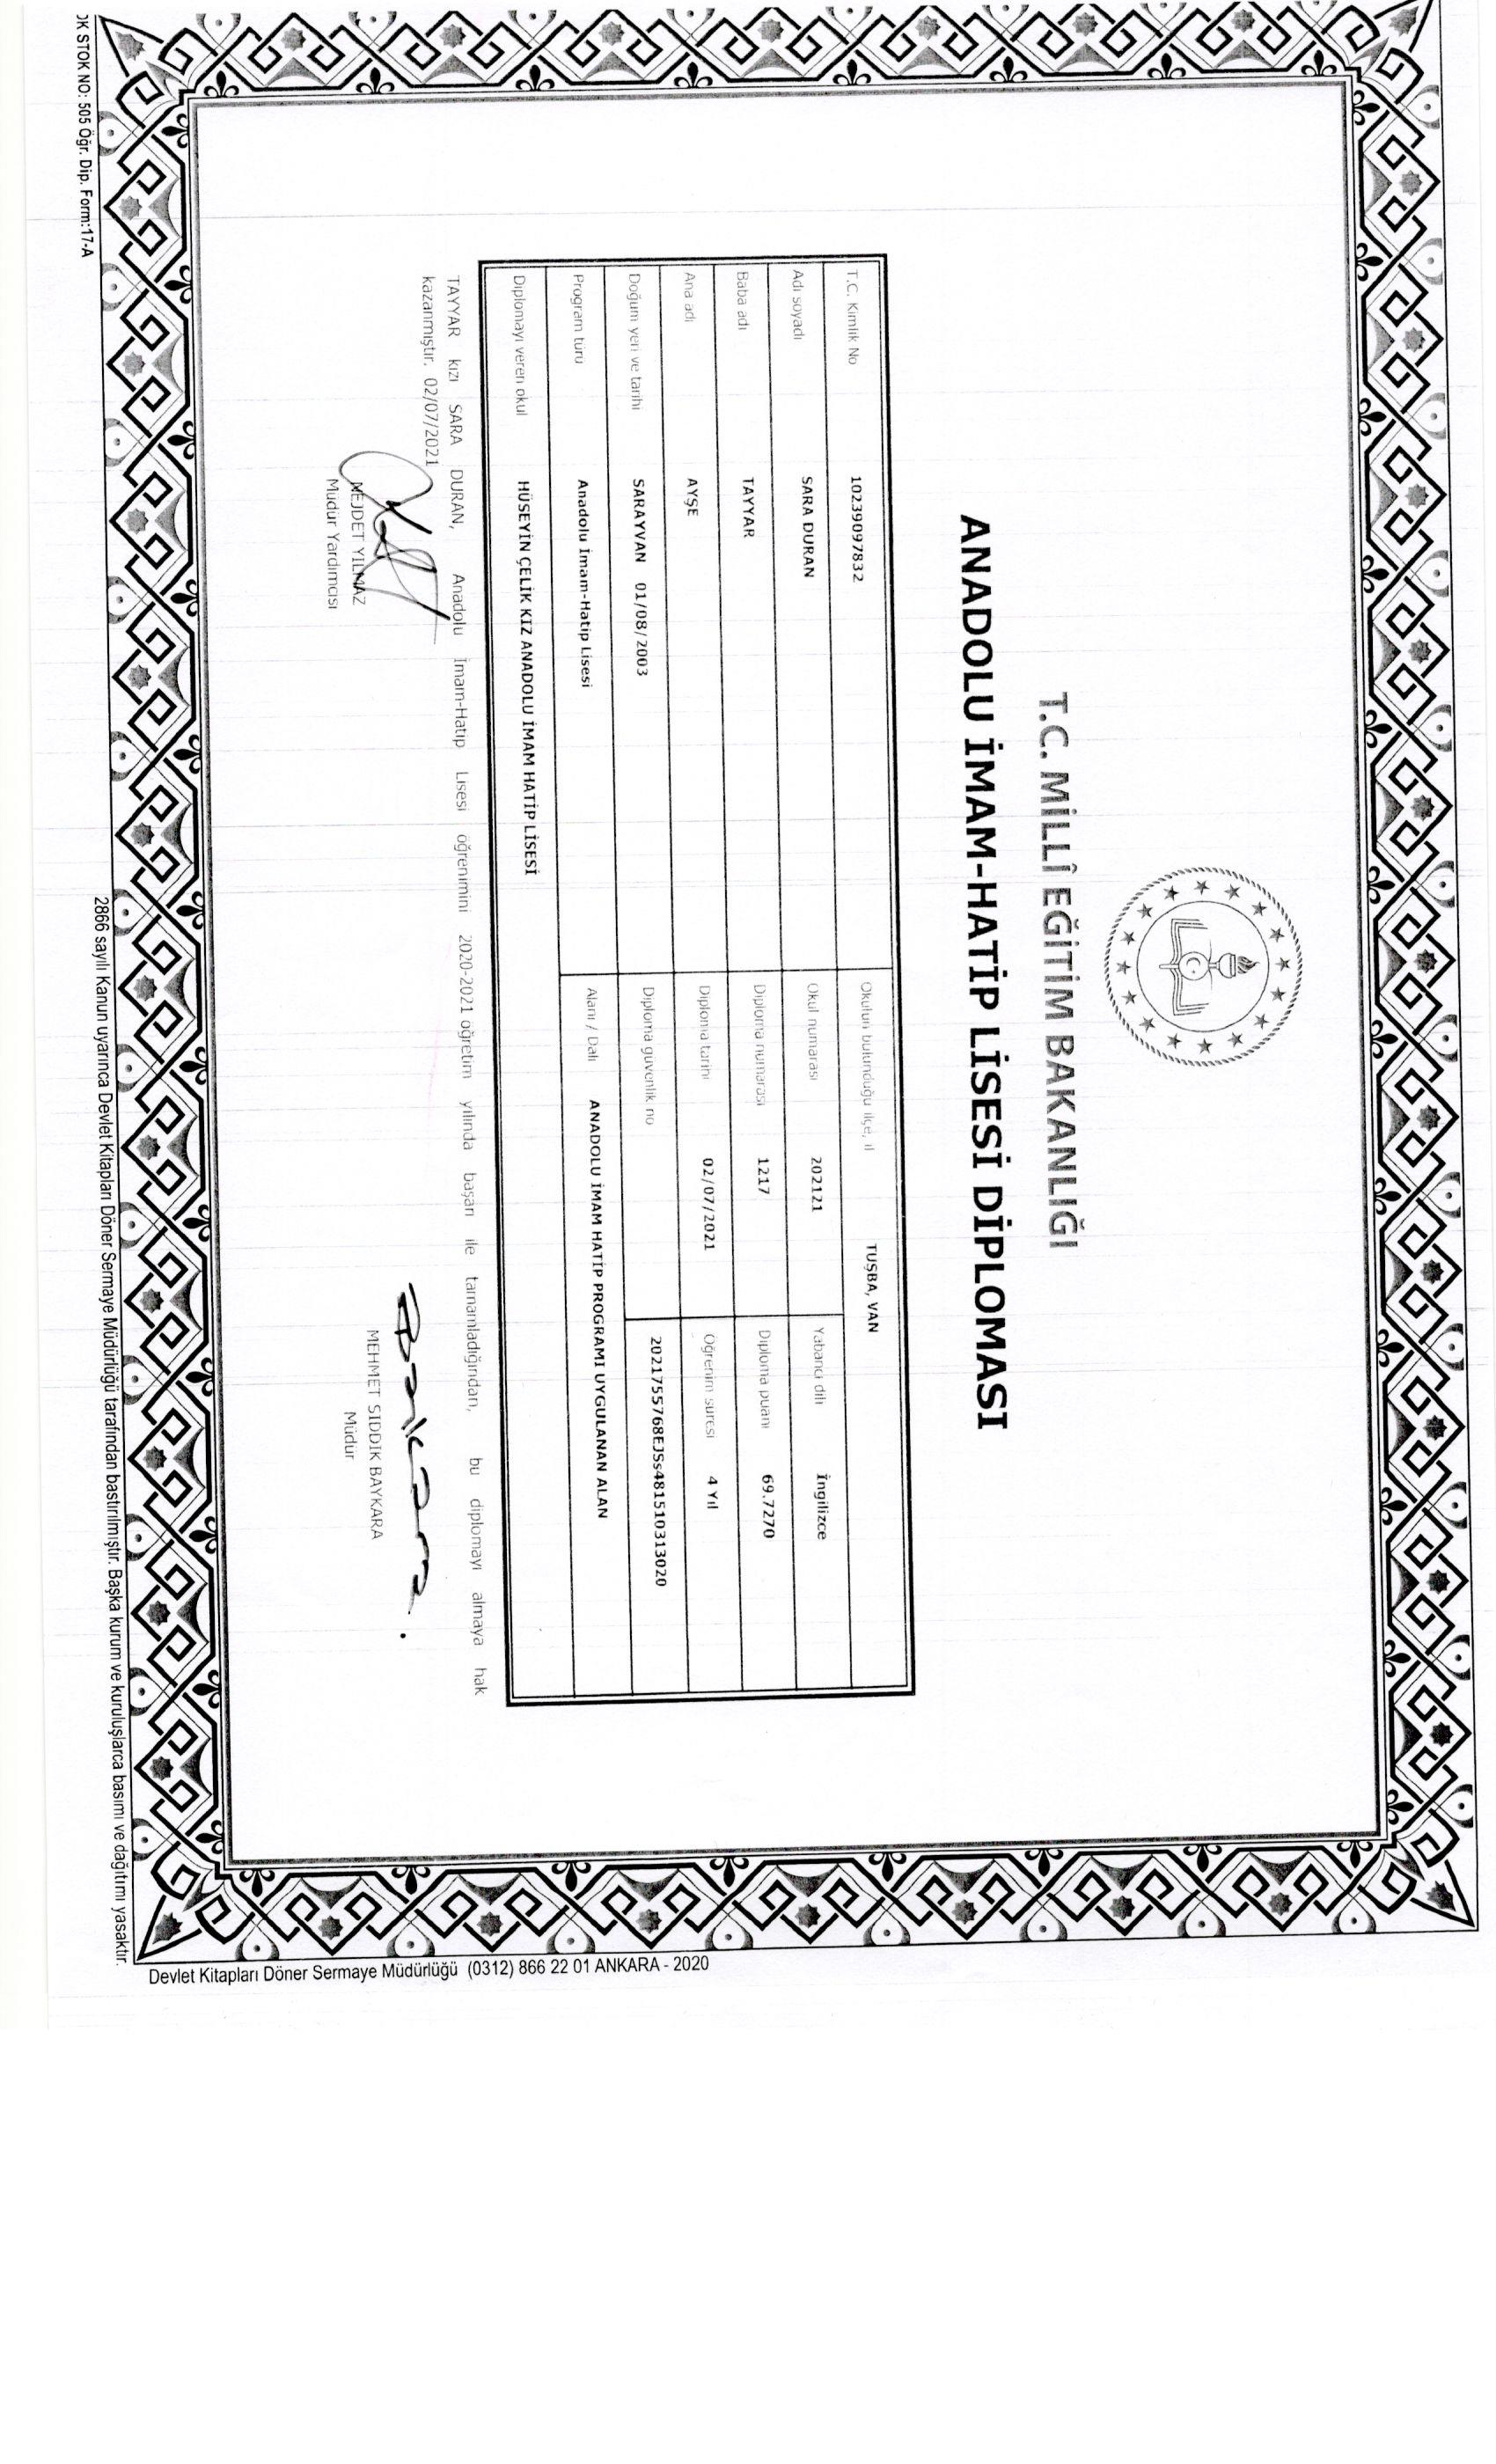 T.C. MİLLÎ EĞİTİM BAKANLIĞI
ANADOLU İMAM-HATİP LİSESİ DİPLOMASI
T.C. Kimlik No 10239097832 Okulun bulunduğu ilçe, il TUŞBA, VAN
Adı soyadı SARA DURAN Okul numarası 202121 Yabancı dili İngilizce
Baba adı TAYYAR Diploma numarası 1217 Diploma puanı 69.7270
Ana adı AYŞE Diploma tarihi 02/07/2021 Öğrenim süresi 4 Yıl
Doğum yeri ve tarihi SARAYVAN 01/08/2003 Diploma güvenlik no 2021755768EJSs481510313020
Program türü Anadolu İmam-Hatip Lisesi Alanı / Dalı ANADOLU İMAM HATİP PROGRAMI UYGULANAN ALAN
Diplomayı veren okul HÜSEYİN ÇELİK KIZ ANADOLU İMAM HATİP LİSESİ
TAYYAR kızı SARA DURAN, Anadolu İmam-Hatip Lisesi öğrenimini 2020-2021 öğretim yılında başarı ile tamamladığından, bu diplomayı almaya hak
kazanmıştır. 02/07/2021
NEJDET YILMAZ
Müdür Yardımcısı
MEHMET SIDDIK BAYKARA
Müdür
STOK NO: 505 Öğr. Dip. Form:17-A
2866 sayılı Kanun uyarınca Devlet Kitapları Döner Sermaye Müdürlüğü tarafından bastırılmıştır. Başka kurum ve kuruluşlarca basımı ve dağıtımı yasaktır.
Devlet Kitapları Döner Sermaye Müdürlüğü (0312) 866 22 01 ANKARA - 2020